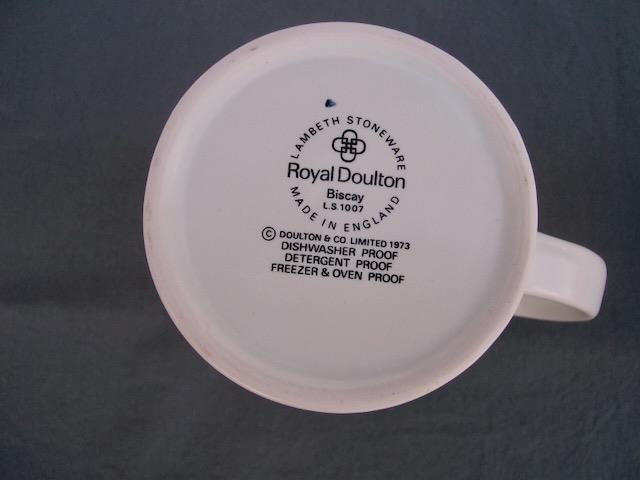 LAMBETH STONEWARE
Royal Doulton
Biscay
L.S.1007
MADE IN ENGLAND
© DOULTON & CO. LIMITED 1973
DISHWASHER PROOF
DETERGENT PROOF
FREEZER & OVEN PROOF